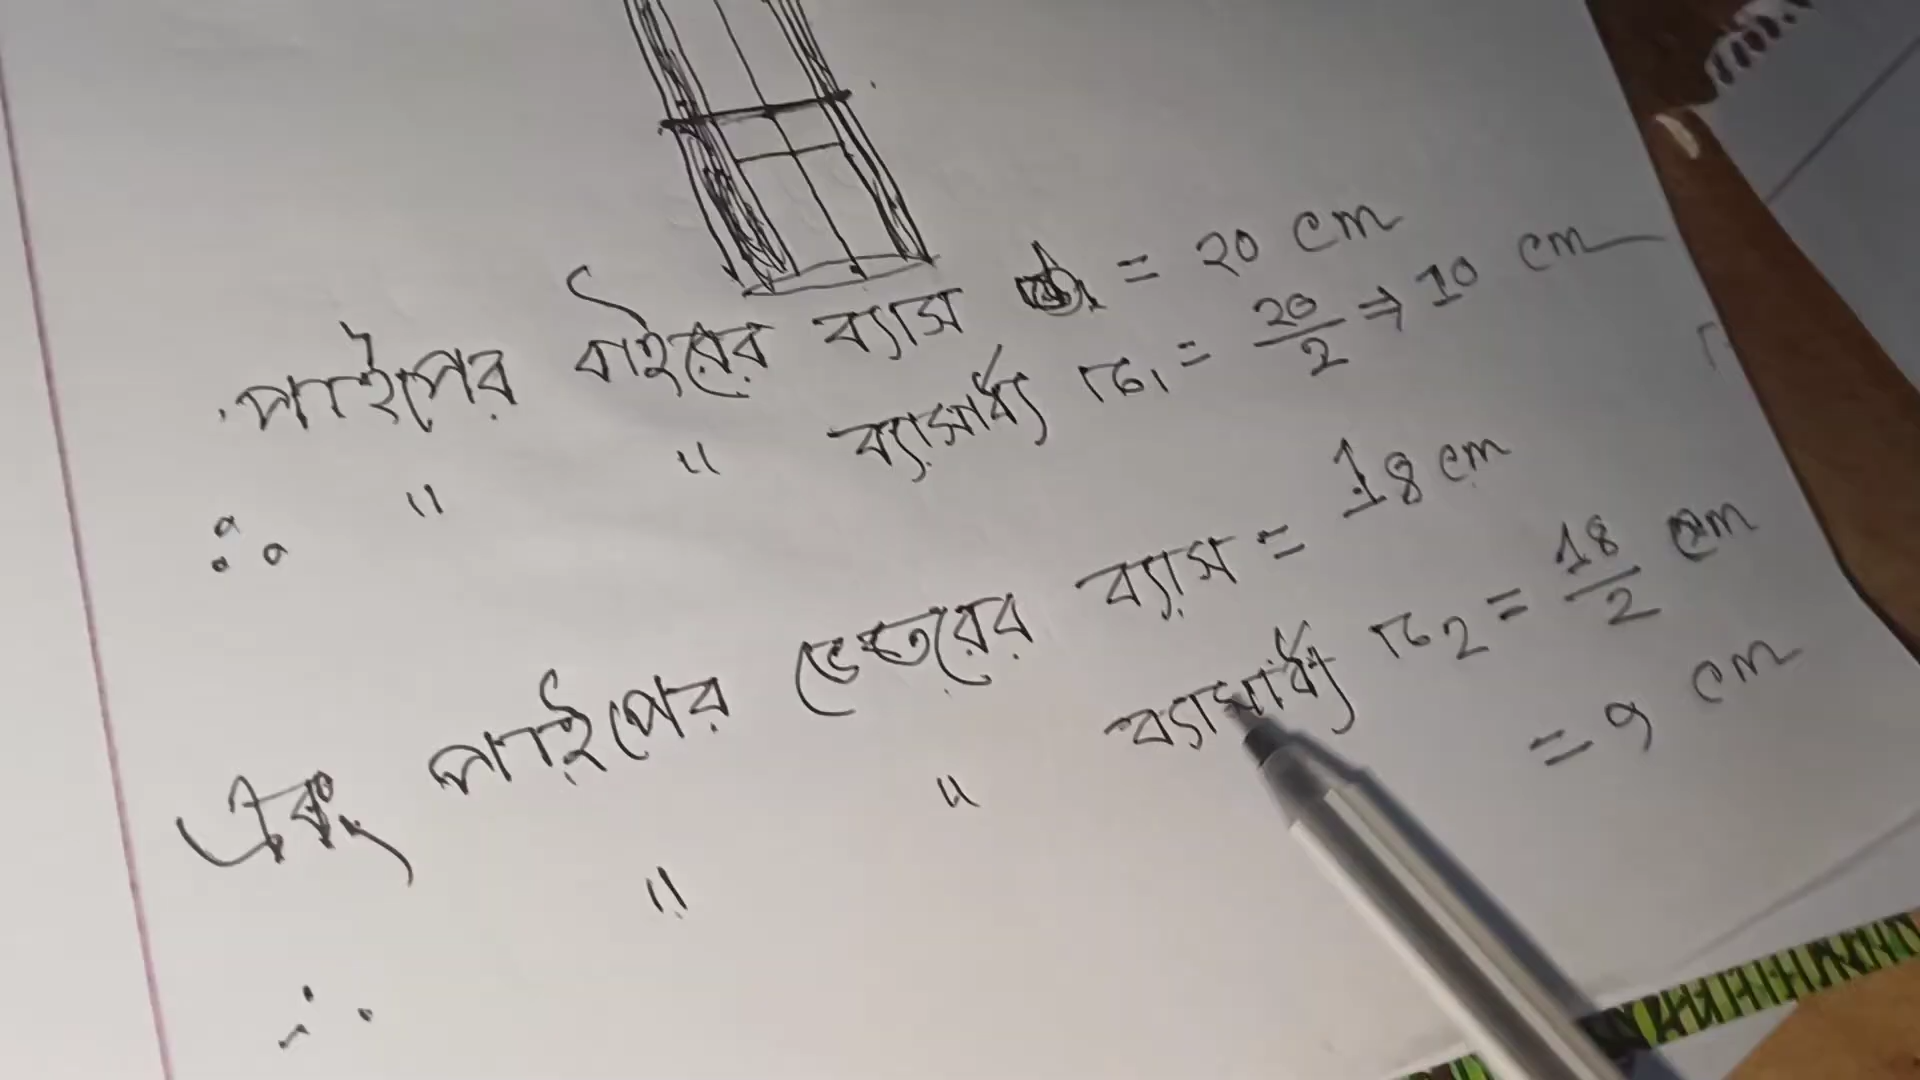 পাইপের বাইরের ব্যাস = 20 cm
∴ " " ব্যাসার্ধ্য r₁ = 20/2 ⇒ 10 cm
এবং পাইপের ভেতরের ব্যাস = 18 cm
∴ " " ব্যাসার্ধ্য r₂ = 18/2 cm
= 9 cm